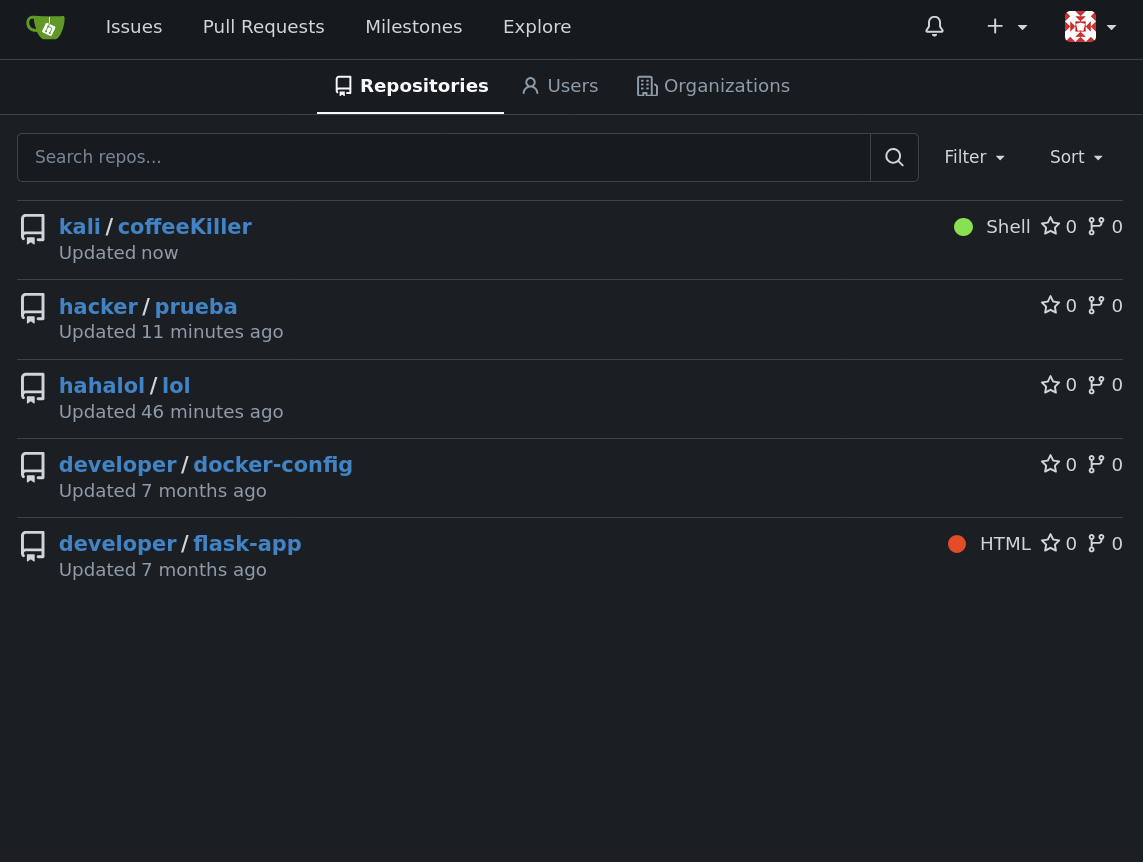 Issues Pull Requests Milestones Explore
Repositories Users Organizations
Search repos... Filter Sort
kali / coffeeKiller Shell 0 0
Updated now
hacker / prueba 0 0
Updated 11 minutes ago
hahalol / lol 0 0
Updated 46 minutes ago
developer / docker-config 0 0
Updated 7 months ago
developer / flask-app HTML 0 0
Updated 7 months ago